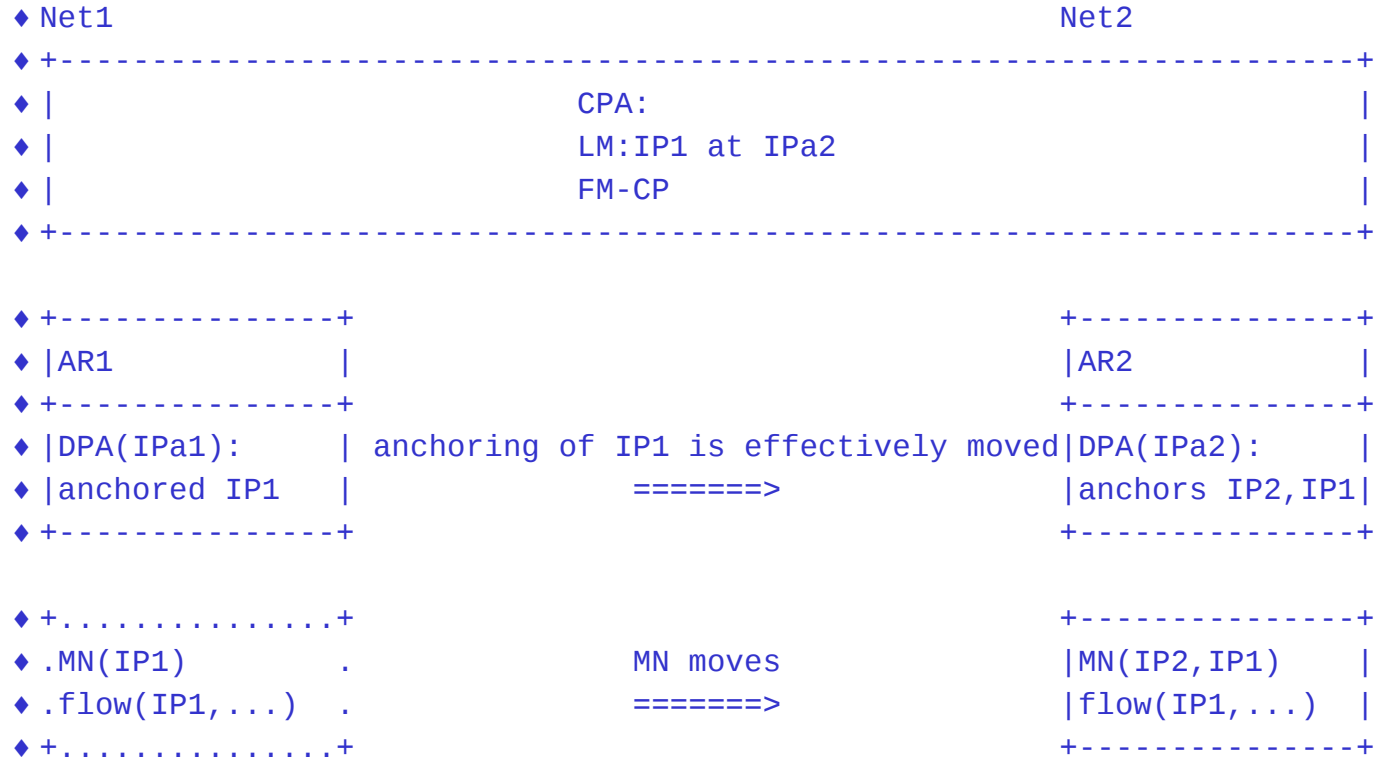 ♦ Net1                                                    Net2
♦ +-----------------------------------------------------------------------+
♦ |                            CPA:                                       |
♦ |                            LM:IP1 at IPa2                             |
♦ |                            FM-CP                                      |
♦ +-----------------------------------------------------------------------+
♦ +---------------+                                       +---------------+
♦ |AR1            |                                       |AR2            |
♦ +---------------+                                       +---------------+
♦ |DPA(IPa1):     | anchoring of IP1 is effectively moved|DPA(IPa2):     |
♦ |anchored IP1   |               =======>                |anchors IP2,IP1|
♦ +---------------+                                       +---------------+
♦ +...............+                                       +---------------+
♦ .MN(IP1)        .               MN moves                |MN(IP2,IP1)    |
♦ .flow(IP1,...)  .               =======>                |flow(IP1,...)  |
♦ +...............+                                       +---------------+